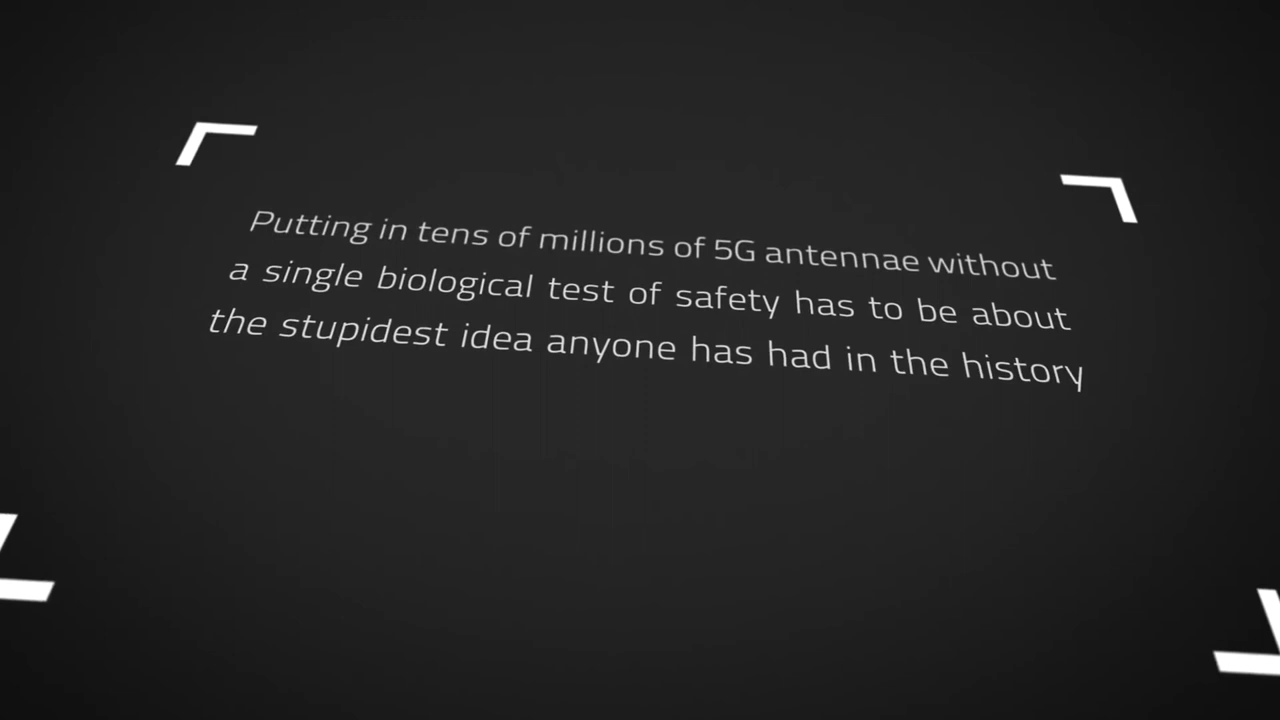 Putting in tens of millions of 5G antennae without
a single biological test of safety has to be about
the stupidest idea anyone has had in the history